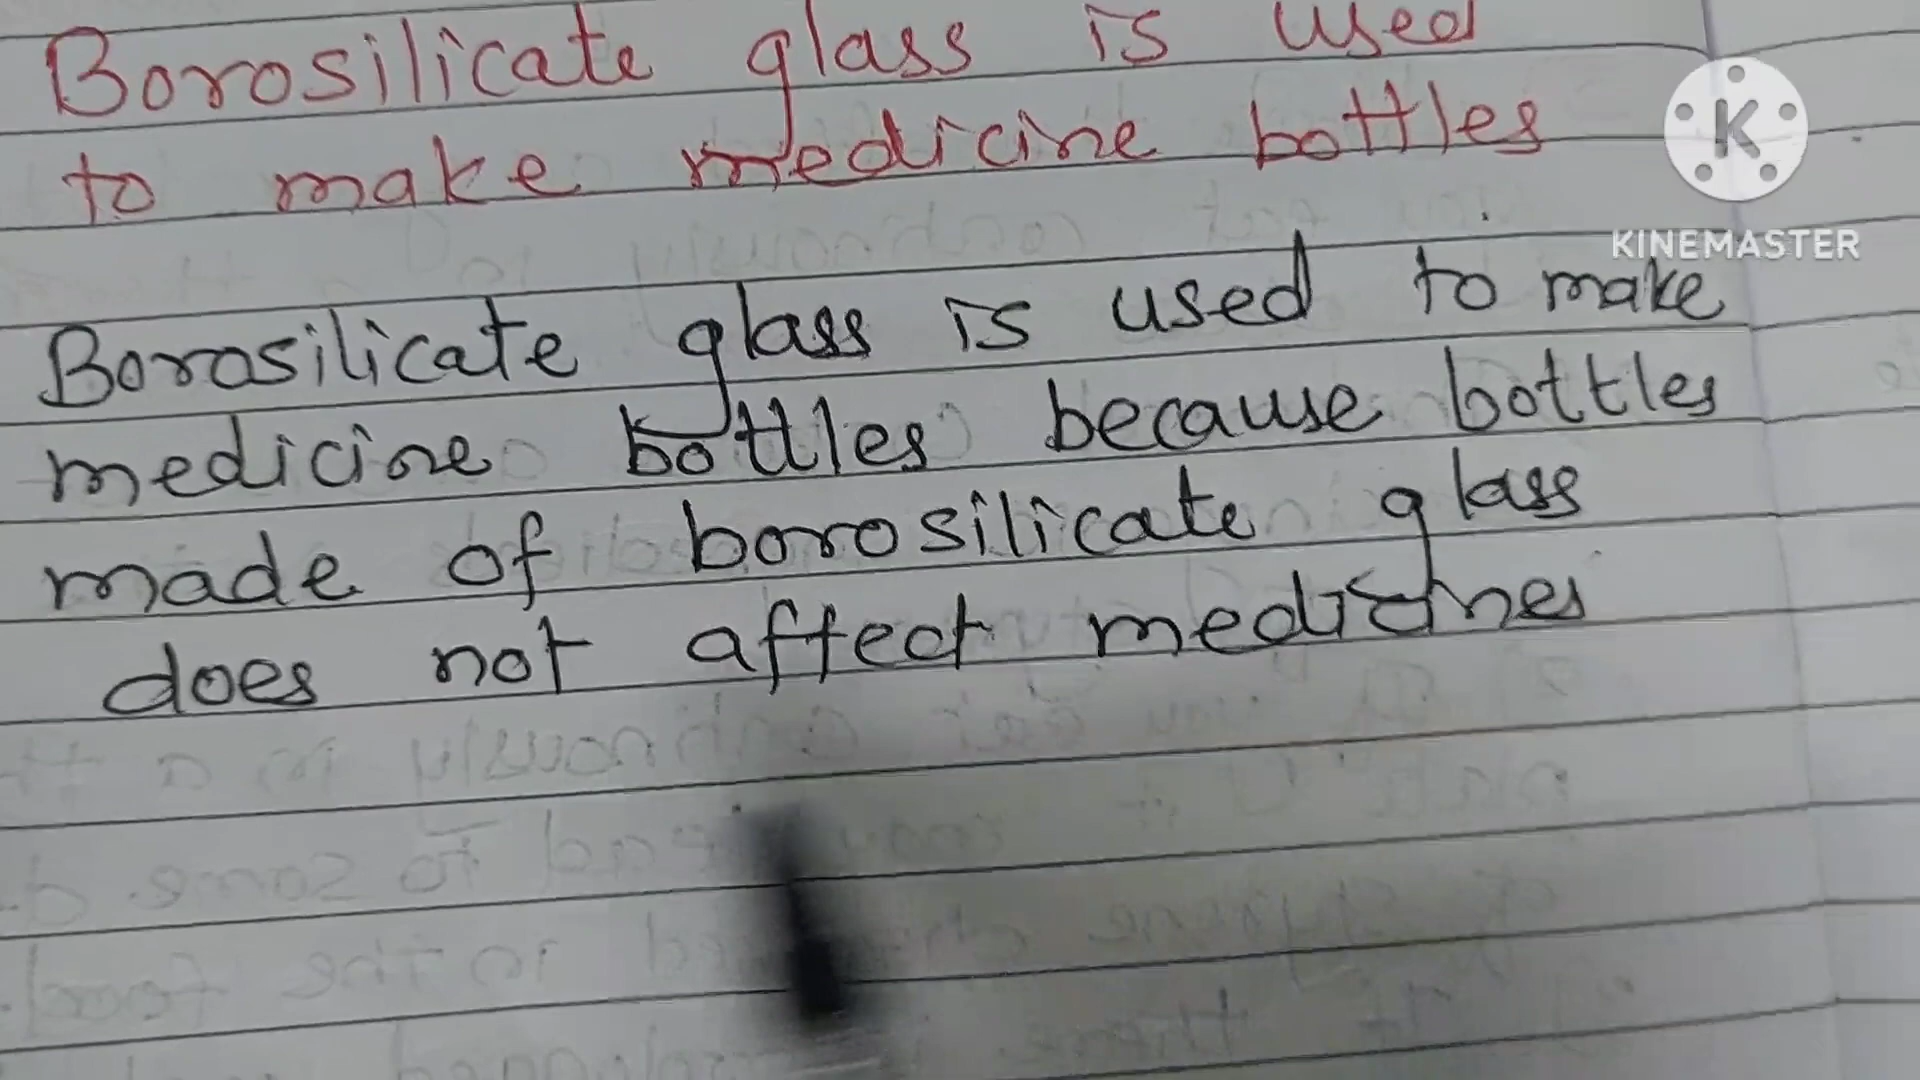 Borosilicate glass is used
to make medicine bottles
K
KINEMASTER
Borosilicate glass is used to make
medicine bottles because bottles
made of borosilicate glass
does not affect medicines